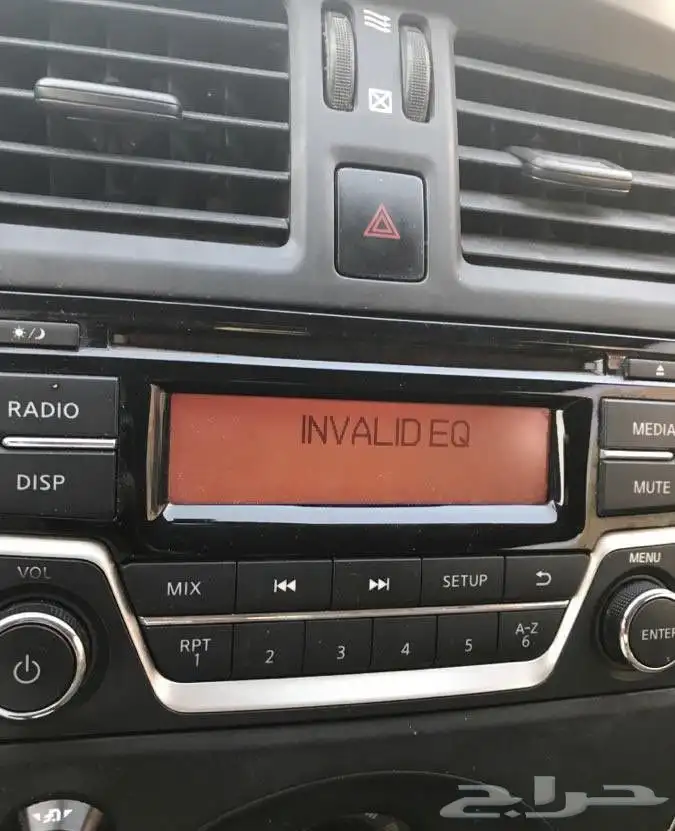 INVALID EQ
RADIO
MEDIA
DISP
MUTE
VOL
MIX
SETUP
MENU
RPT
1
2
3
4
5
A-Z
6
ENTER
حراج